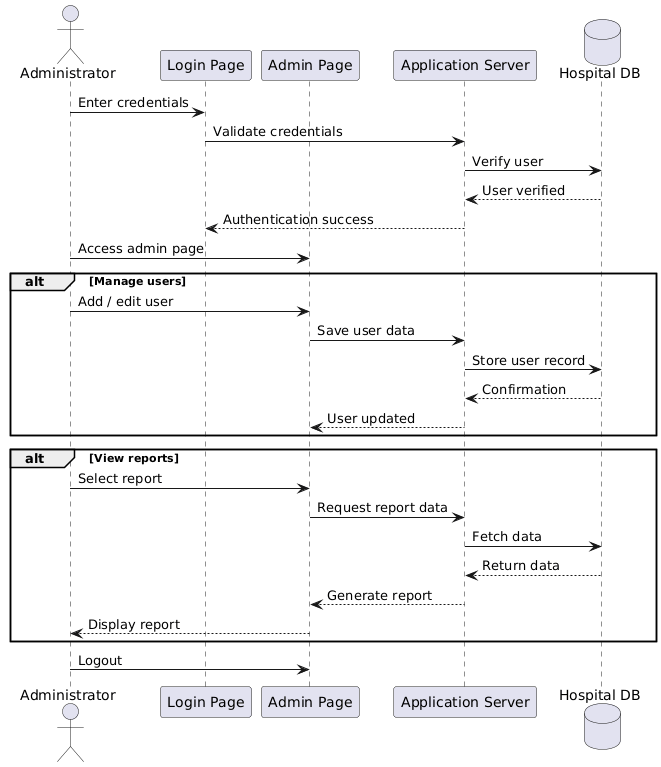 Administrator
Login Page
Admin Page
Application Server
Hospital DB
Enter credentials
Validate credentials
Verify user
User verified
Authentication success
Access admin page
alt [Manage users]
Add / edit user
Save user data
Store user record
Confirmation
User updated
alt [View reports]
Select report
Request report data
Fetch data
Return data
Generate report
Display report
Logout
Administrator
Login Page
Admin Page
Application Server
Hospital DB